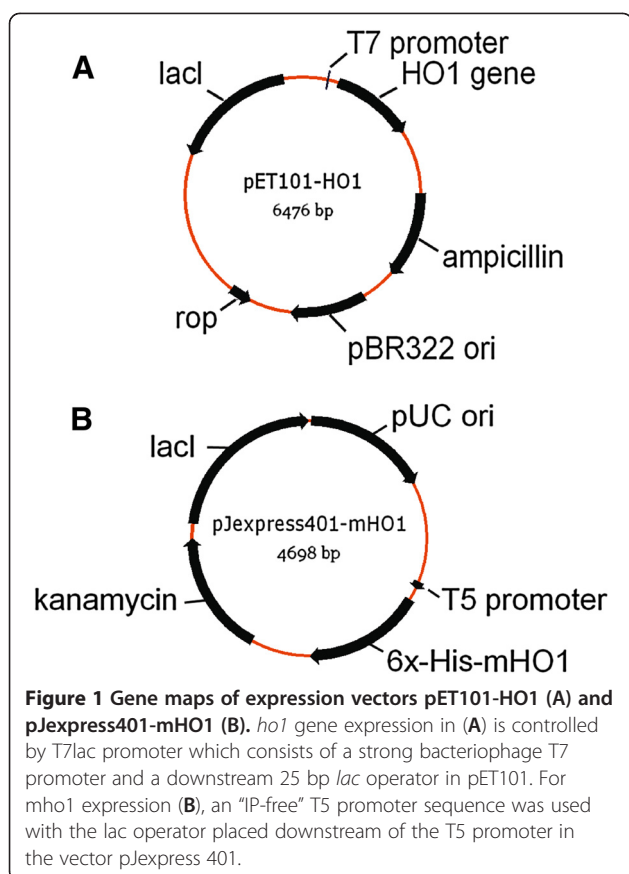 A
T7 promoter
lacI
HO1 gene
pET101-HO1
6476 bp
ampicillin
rop
pBR322 ori
B
pUC ori
lacI
pJexpress401-mHO1
4698 bp
kanamycin
T5 promoter
6x-His-mHO1
Figure 1 Gene maps of expression vectors pET101-HO1 (A) and
pJexpress401-mHO1 (B). ho1 gene expression in (A) is controlled
by T7lac promoter which consists of a strong bacteriophage T7
promoter and a downstream 25 bp lac operator in pET101. For
mho1 expression (B), an "IP-free" T5 promoter sequence was used
with the lac operator placed downstream of the T5 promoter in
the vector pJexpress 401.